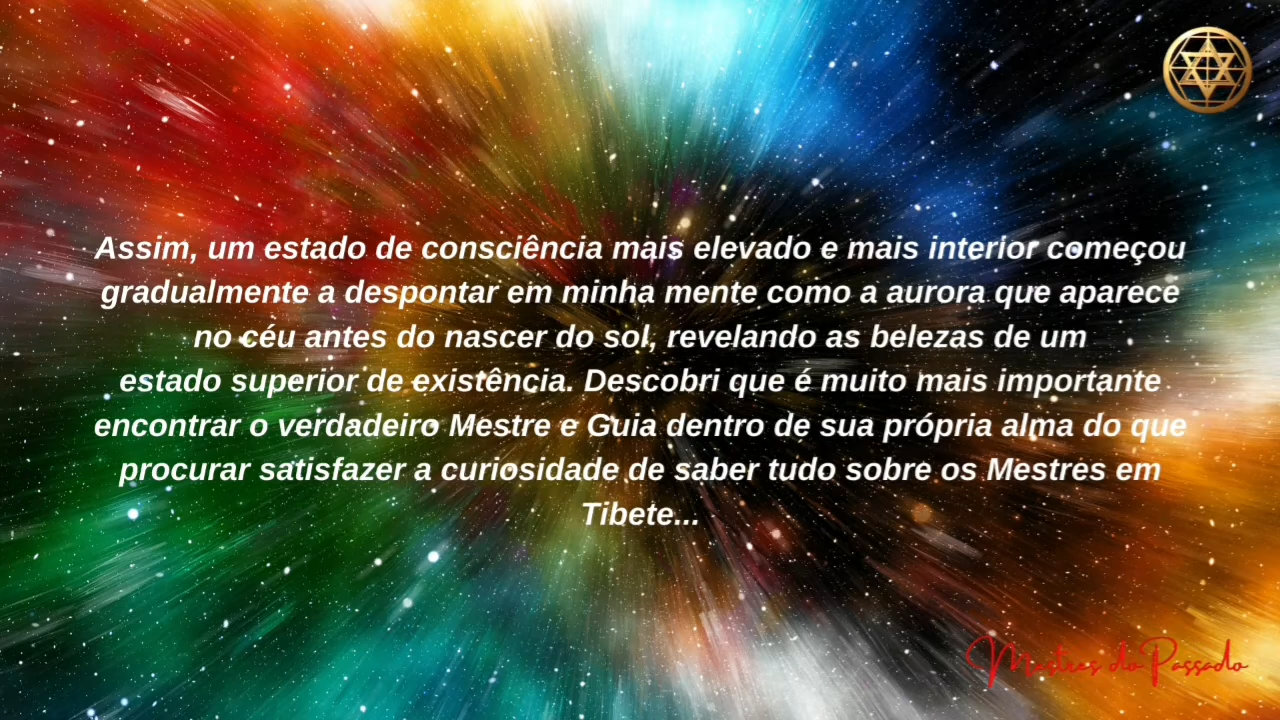 Assim, um estado de consciência mais elevado e mais interior começou
gradualmente a despontar em minha mente como a aurora que aparece
no céu antes do nascer do sol, revelando as belezas de um
estado superior de existência. Descobri que é muito mais importante
encontrar o verdadeiro Mestre e Guia dentro de sua própria alma do que
procurar satisfazer a curiosidade de saber tudo sobre os Mestres em
Tibete...
Mestres do Passado